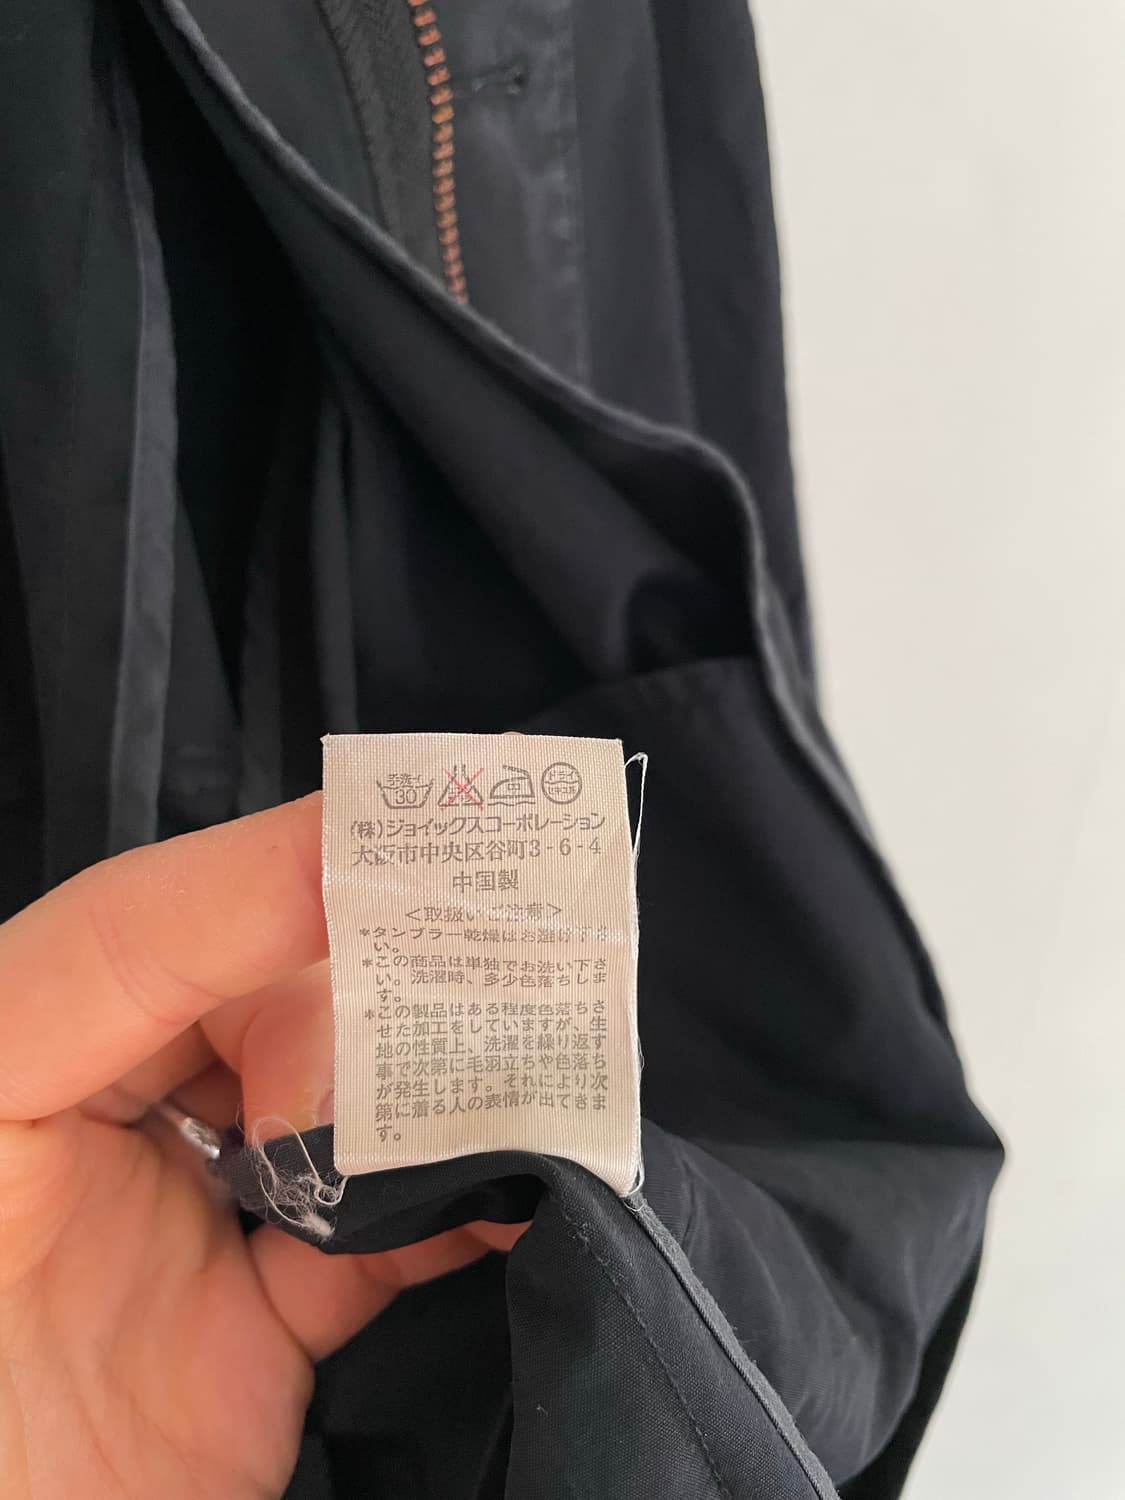 手洗イ 30 中 ドライ セキユ系
(株)ジョイックスコーポレーション
大阪市中央区谷町3-6-4
中国製
<取扱いご注意>
*タンブラー乾燥はお避け下さ
い。
*この商品は単独でお洗い下さ
い。洗濯時、多少色落ちしま
す。
*この製品はある程度色落ちさ
せた加工をしていますが、生
地の性質上、洗濯を繰り返す
事で次第に毛羽立ちや色落ち
が発生します。それにより次
第に着る人の表情が出てきま
す。